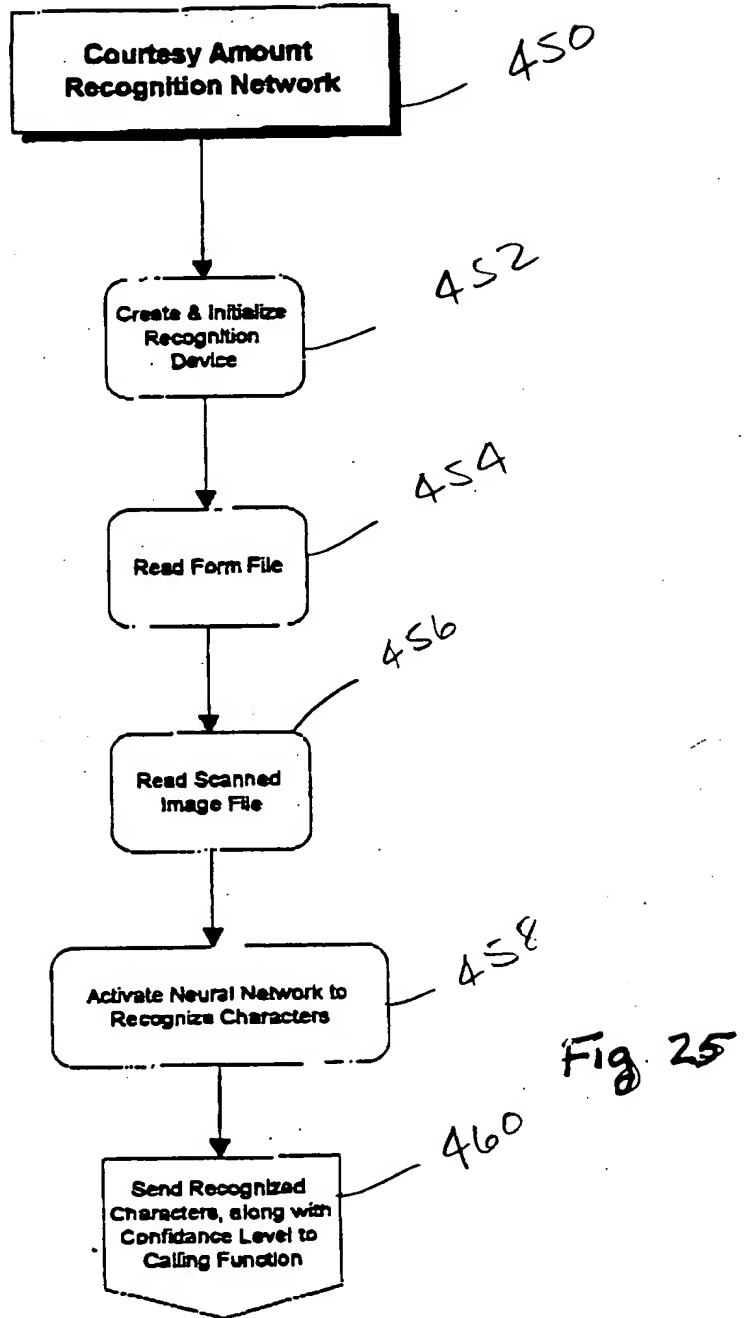 Courtesy Amount
Recognition Network
450
Create & Initialize
Recognition
Device
452
Read Form File
454
Read Scanned
Image File
456
Activate Neural Network to
Recognize Characters
458
Fig. 25
Send Recognized
Characters, along with
Confidance Level to
Calling Function
460